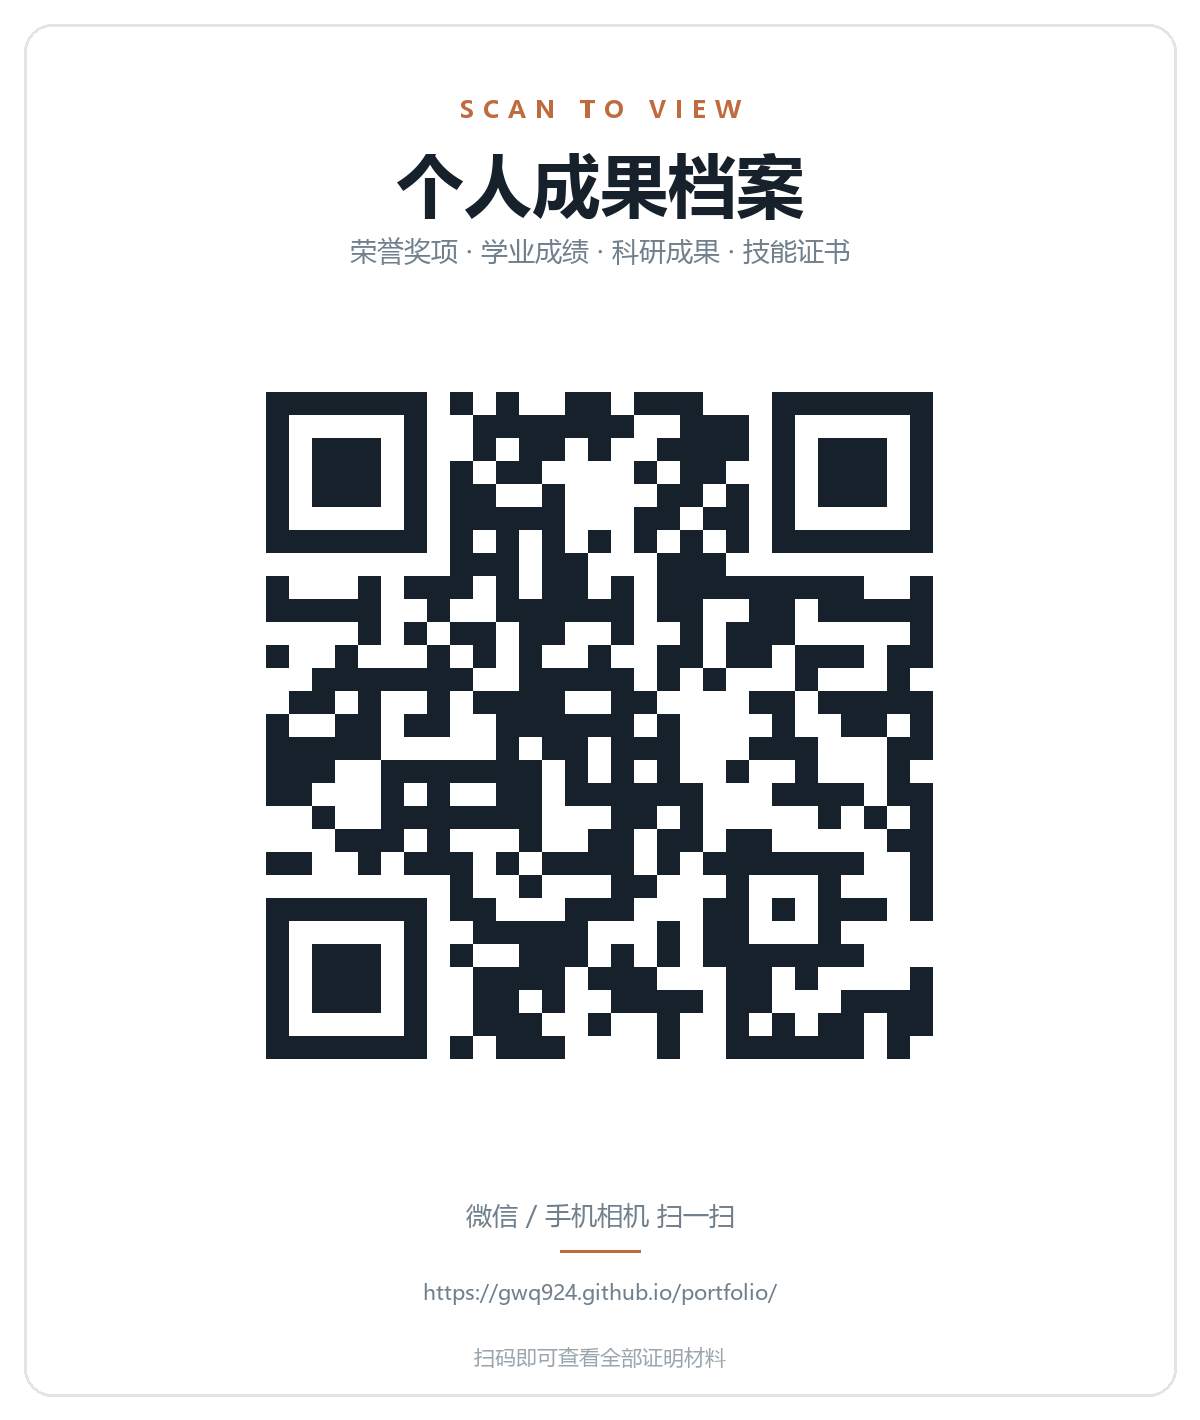 SCAN TO VIEW
个人成果档案
荣誉奖项 · 学业成绩 · 科研成果 · 技能证书
微信 / 手机相机 扫一扫
https://gwq924.github.io/portfolio/
扫码即可查看全部证明材料